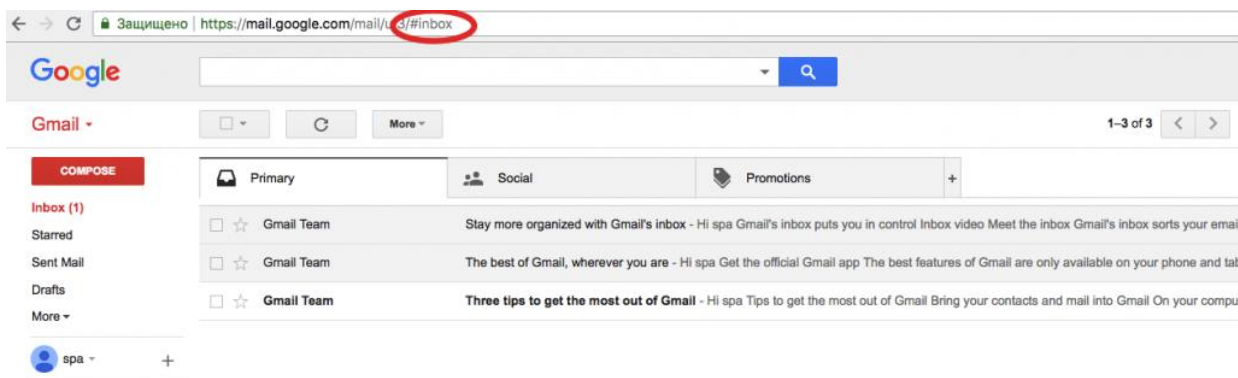 Защищено | https://mail.google.com/mail/u/3/#inbox
Google
Gmail
More
1–3 of 3
COMPOSE
Primary
Social
Promotions
+
Inbox (1)
Starred
Sent Mail
Drafts
More
Gmail Team Stay more organized with Gmail's inbox - Hi spa Gmail's inbox puts you in control Inbox video Meet the inbox Gmail's inbox sorts your emai
Gmail Team The best of Gmail, wherever you are - Hi spa Get the official Gmail app The best features of Gmail are only available on your phone and tab
Gmail Team Three tips to get the most out of Gmail - Hi spa Tips to get the most out of Gmail Bring your contacts and mail into Gmail On your compu
spa
+